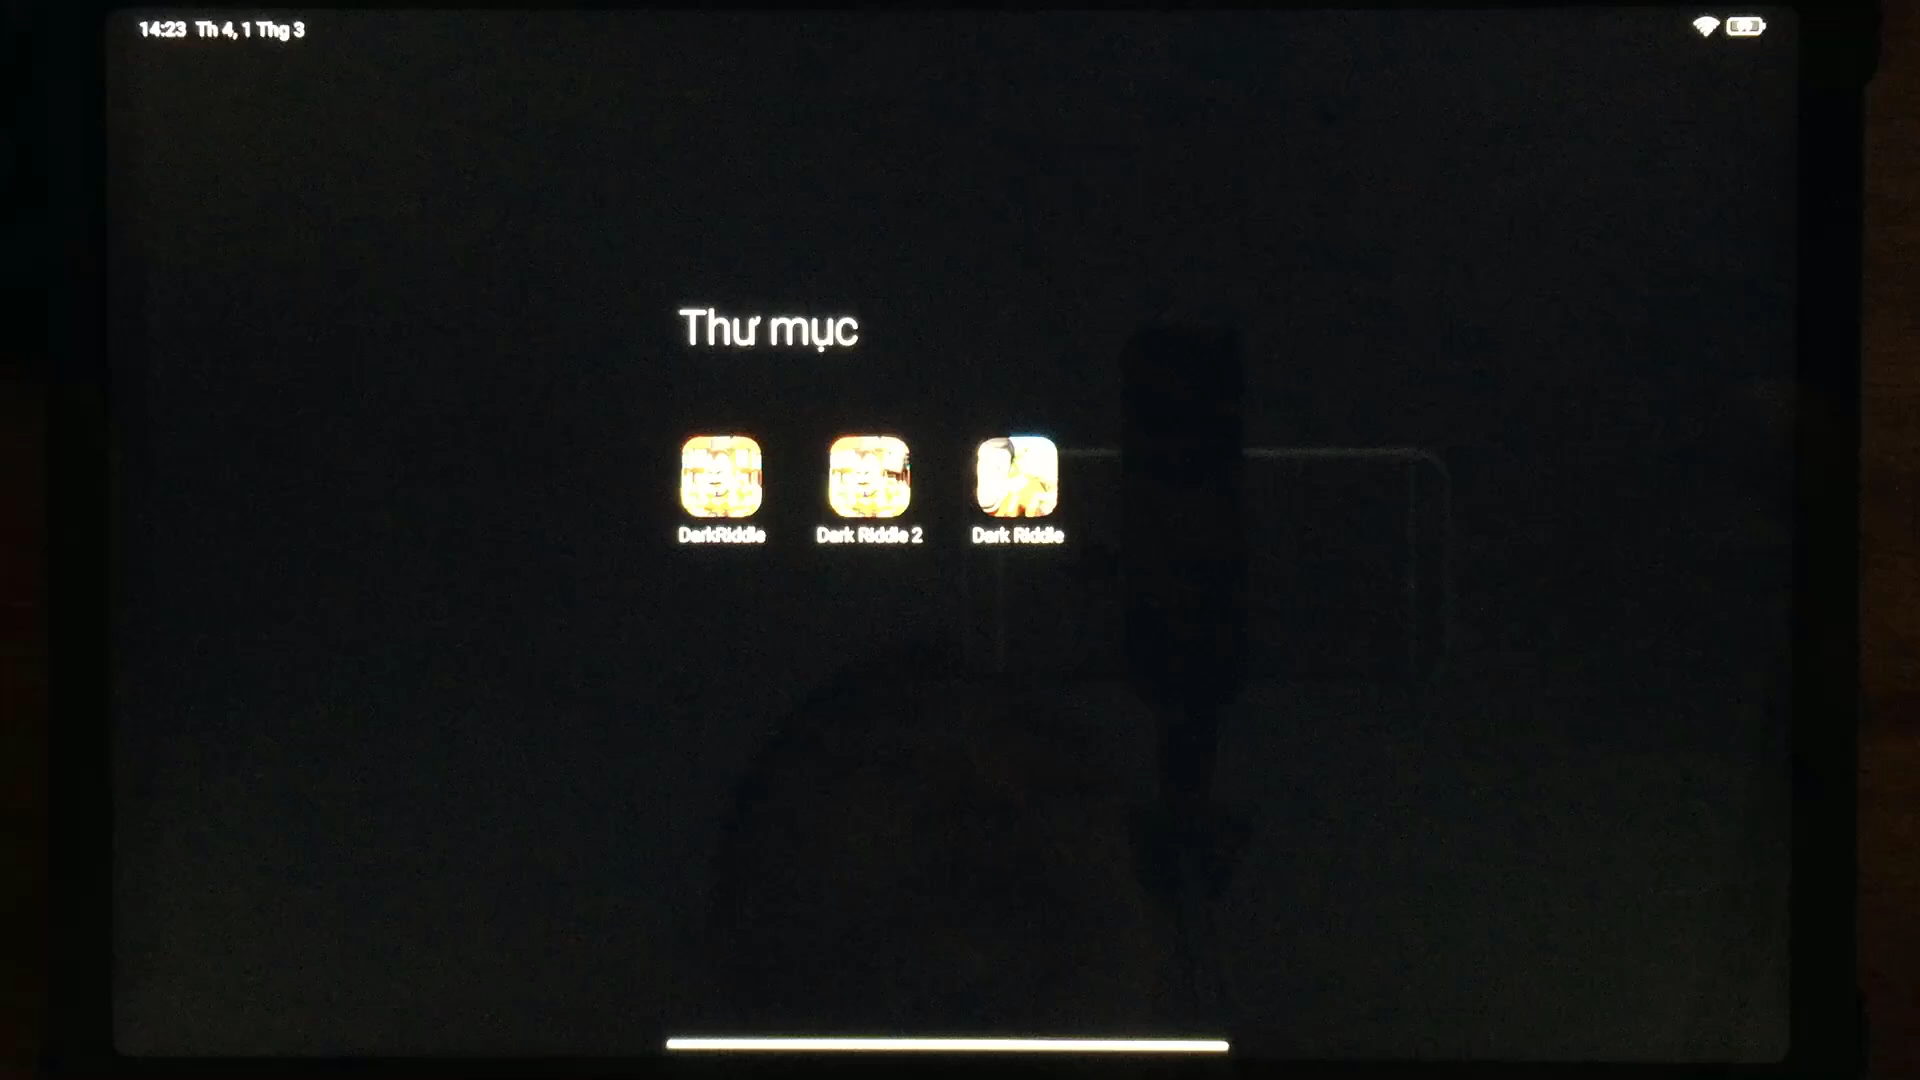 14:23 Th 4, 1 Thg 3
Thư mục
DarkRiddle
Dark Riddle 2
Dark Riddle